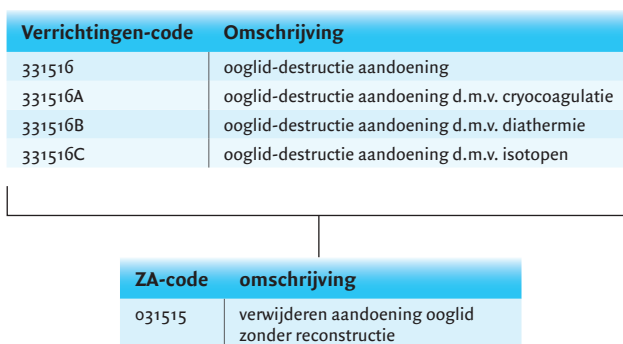 Verrichtingen-code Omschrijving
331516 ooglid-destructie aandoening
331516A ooglid-destructie aandoening d.m.v. cryocoagulatie
331516B ooglid-destructie aandoening d.m.v. diathermie
331516C ooglid-destructie aandoening d.m.v. isotopen
ZA-code omschrijving
031515 verwijderen aandoening ooglid
zonder reconstructie